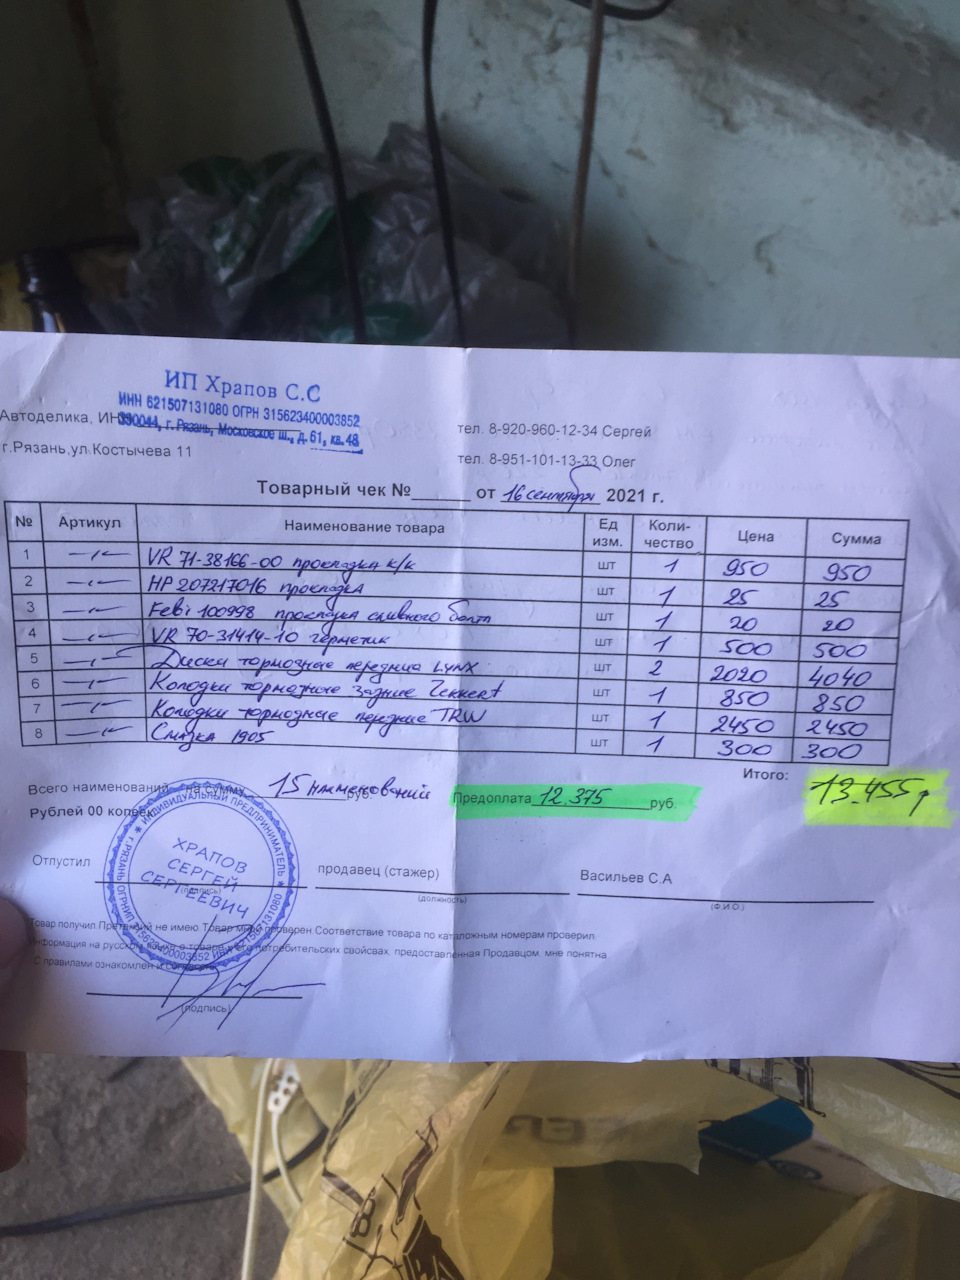 ИП Храпов С.С
ИНН 621507131080 ОГРН 315623400003852
390044, г. Рязань, Московское ш., д. 61, кв. 48
Автоделика, ИН
г.Рязань,ул.Костычева 11
тел. 8-920-960-12-34 Сергей
тел. 8-951-101-13-33 Олег
Товарный чек №______ от 16 сентября 2021 г.
№ Артикул Наименование товара Ед изм. Коли-чество Цена Сумма
1 VR 71-38166-00 прокладка к/к шт 1 950 950
2 HP 207217016 прокладка шт 1 25 25
3 Febi 100998 прокладка сливного болта шт 1 20 20
4 VR 70-31414-10 герметик шт 1 500 500
5 Диски тормозные передние LYNX шт 2 2020 4040
6 Колодки тормозные задние Zekkert шт 1 850 850
7 Колодки тормозные передние TRW шт 1 2450 2450
8 Смазка 1905 шт 1 300 300
Итого: 13.455 р
Всего наименований на сумму 15 наименований руб. Предоплата 12.375 руб.
Рублей 00 копеек
Отпустил продавец (стажер) Васильев С.А
(подпись) (должность) (Ф.И.О.)
ИНДИВИДУАЛЬНЫЙ ПРЕДПРИНИМАТЕЛЬ
ХРАПОВ
СЕРГЕЙ
СЕРГЕЕВИЧ
Товар получил Претензий не имею. Товар мной проверен Соответствие товара по каталожным номерам проверил.
Информация на русском языке о товаре и его потребительских свойсвах, предоставленная Продавцом, мне понятна
С правилами ознакомлен и согласен
(подпись)